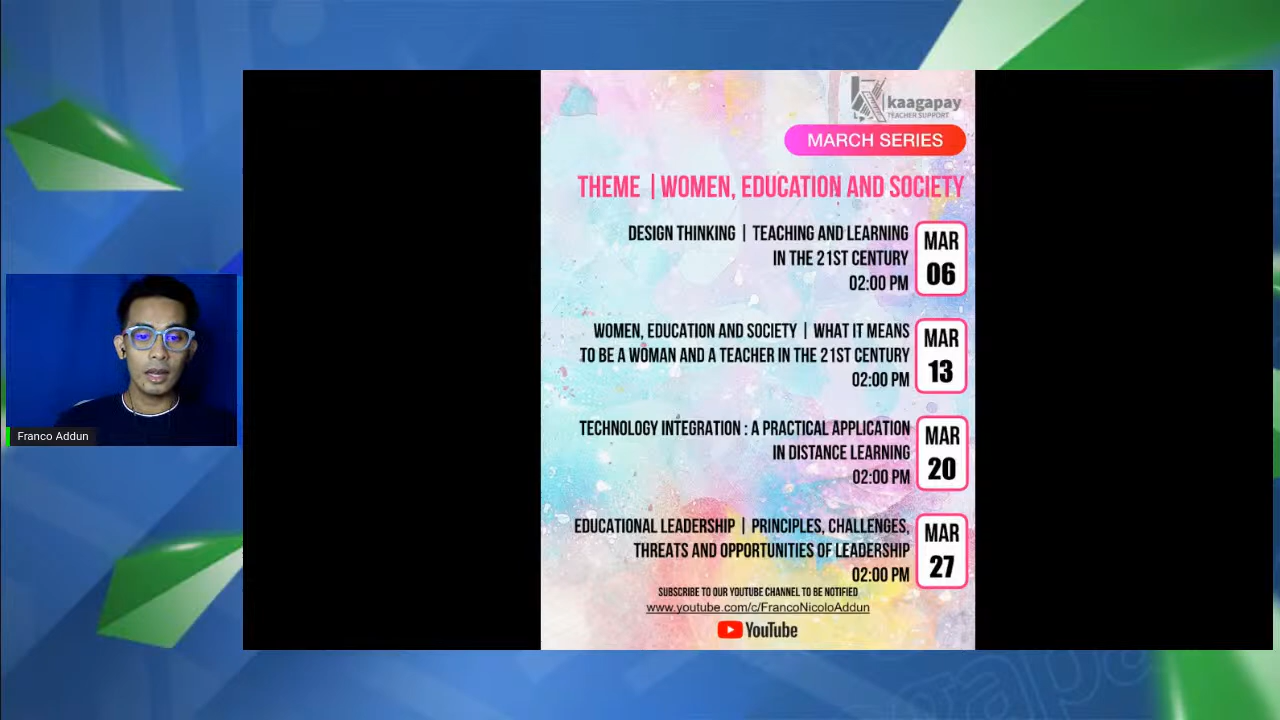 kaagapay
TEACHER SUPPORT
MARCH SERIES
THEME | WOMEN, EDUCATION AND SOCIETY
DESIGN THINKING | TEACHING AND LEARNING
IN THE 21ST CENTURY
02:00 PM
MAR
06
WOMEN, EDUCATION AND SOCIETY | WHAT IT MEANS
TO BE A WOMAN AND A TEACHER IN THE 21ST CENTURY
02:00 PM
MAR
13
TECHNOLOGY INTEGRATION : A PRACTICAL APPLICATION
IN DISTANCE LEARNING
02:00 PM
MAR
20
EDUCATIONAL LEADERSHIP | PRINCIPLES, CHALLENGES,
THREATS AND OPPORTUNITIES OF LEADERSHIP
02:00 PM
MAR
27
SUBSCRIBE TO OUR YOUTUBE CHANNEL TO BE NOTIFIED
www.youtube.com/c/FrancoNicoloAddun
YouTube
Franco Addun